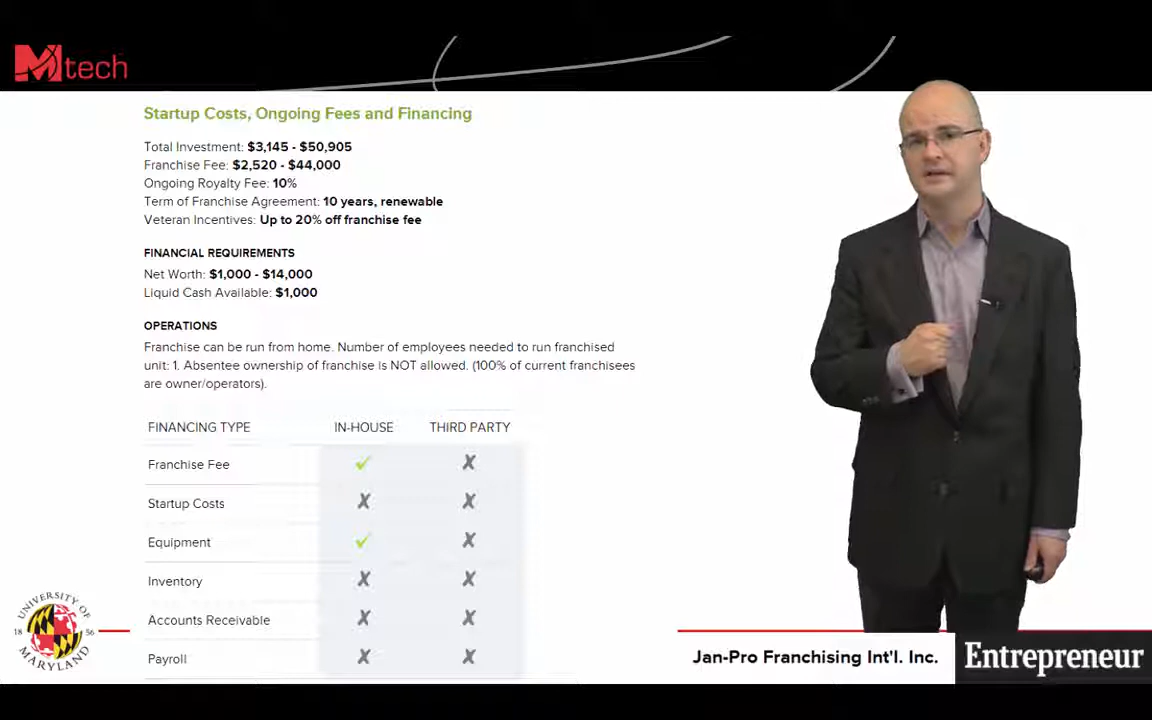 Mtech
Startup Costs, Ongoing Fees and Financing
Total Investment: $3,145 - $50,905
Franchise Fee: $2,520 - $44,000
Ongoing Royalty Fee: 10%
Term of Franchise Agreement: 10 years, renewable
Veteran Incentives: Up to 20% off franchise fee
FINANCIAL REQUIREMENTS
Net Worth: $1,000 - $14,000
Liquid Cash Available: $1,000
OPERATIONS
Franchise can be run from home. Number of employees needed to run franchised
unit: 1. Absentee ownership of franchise is NOT allowed. (100% of current franchisees
are owner/operators).
FINANCING TYPE IN-HOUSE THIRD PARTY
Franchise Fee ✓ ✗
Startup Costs ✗ ✗
Equipment ✓ ✗
Inventory ✗ ✗
Accounts Receivable ✗ ✗
Payroll ✗ ✗
UNIVERSITY OF
18 56
MARYLAND
Jan-Pro Franchising Int'l. Inc.
Entrepreneur